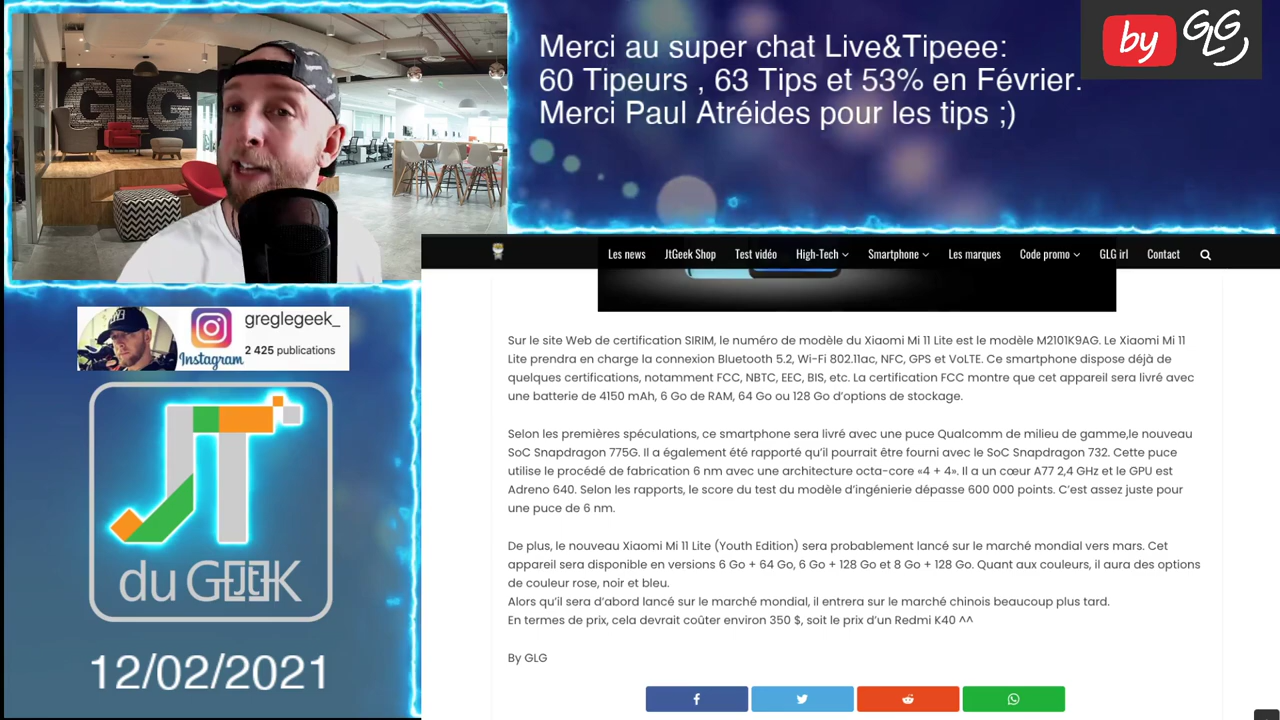 GLG
Merci au super chat Live&Tipeee:
60 Tipeurs , 63 Tips et 53% en Février.
Merci Paul Atréides pour les tips ;)
by GLG
Les news JtGeek Shop Test vidéo High-Tech Smartphone Les marques Code promo GLG irl Contact
greglegeek_
2 425 publications
Instagram
JT
du GEEK
12/02/2021
Sur le site Web de certification SIRIM, le numéro de modèle du Xiaomi Mi 11 Lite est le modèle M2101K9AG. Le Xiaomi Mi 11
Lite prendra en charge la connexion Bluetooth 5.2, Wi-Fi 802.11ac, NFC, GPS et VoLTE. Ce smartphone dispose déjà de
quelques certifications, notamment FCC, NBTC, EEC, BIS, etc. La certification FCC montre que cet appareil sera livré avec
une batterie de 4150 mAh, 6 Go de RAM, 64 Go ou 128 Go d'options de stockage.
Selon les premières spéculations, ce smartphone sera livré avec une puce Qualcomm de milieu de gamme,le nouveau
SoC Snapdragon 775G. Il a également été rapporté qu'il pourrait être fourni avec le SoC Snapdragon 732. Cette puce
utilise le procédé de fabrication 6 nm avec une architecture octa-core «4 + 4». Il a un cœur A77 2,4 GHz et le GPU est
Adreno 640. Selon les rapports, le score du test du modèle d'ingénierie dépasse 600 000 points. C'est assez juste pour
une puce de 6 nm.
De plus, le nouveau Xiaomi Mi 11 Lite (Youth Edition) sera probablement lancé sur le marché mondial vers mars. Cet
appareil sera disponible en versions 6 Go + 64 Go, 6 Go + 128 Go et 8 Go + 128 Go. Quant aux couleurs, il aura des options
de couleur rose, noir et bleu.
Alors qu'il sera d'abord lancé sur le marché mondial, il entrera sur le marché chinois beaucoup plus tard.
En termes de prix, cela devrait coûter environ 350 $, soit le prix d'un Redmi K40 ^^
By GLG